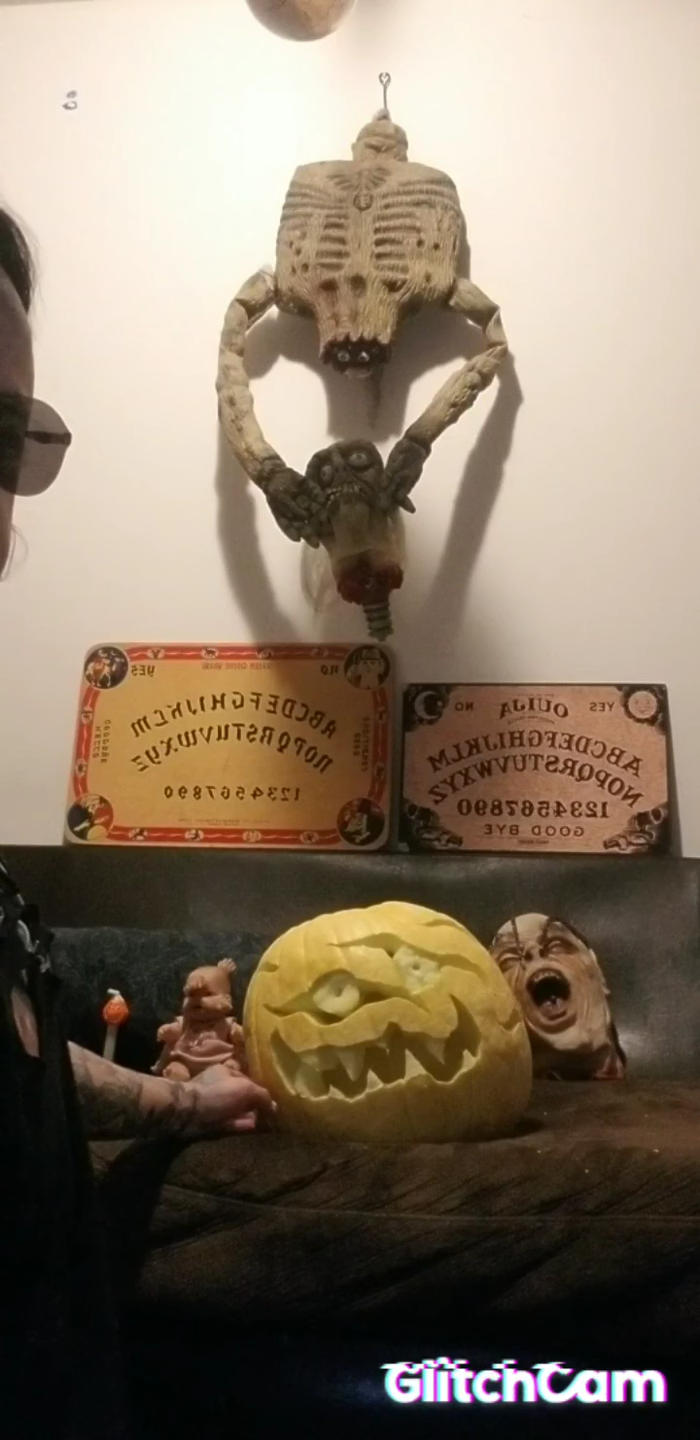 YES
NO
ABCDEFGHIJKLM
NOPQRSTUVWXYZ
1234567890
NO
OUIJA
YES
ABCDEFGHIJKLM
NOPQRSTUVWXYZ
1234567890
GOOD BYE
GlitchCam